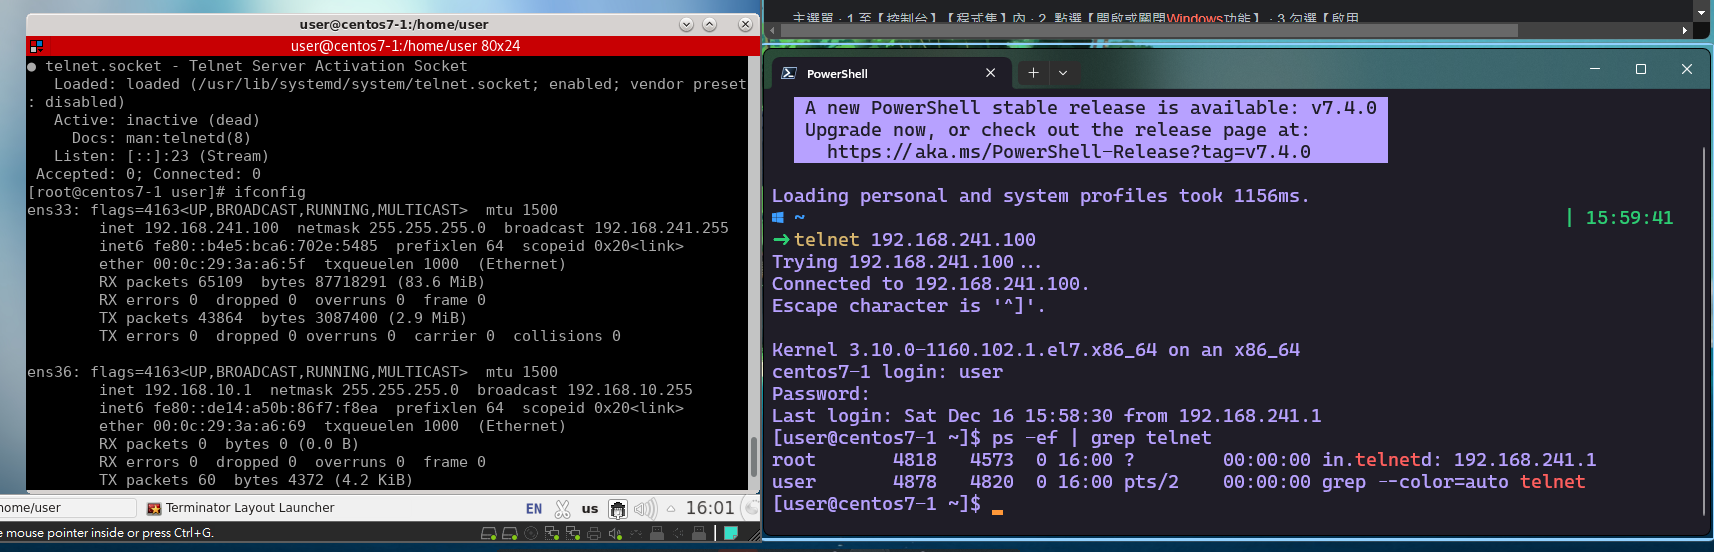 user@centos7-1:/home/user
user@centos7-1:/home/user 80x24
● telnet.socket - Telnet Server Activation Socket
   Loaded: loaded (/usr/lib/systemd/system/telnet.socket; enabled; vendor preset
: disabled)
   Active: inactive (dead)
     Docs: man:telnetd(8)
   Listen: [::]:23 (Stream)
 Accepted: 0; Connected: 0
[root@centos7-1 user]# ifconfig
ens33: flags=4163<UP,BROADCAST,RUNNING,MULTICAST>  mtu 1500
        inet 192.168.241.100  netmask 255.255.255.0  broadcast 192.168.241.255
        inet6 fe80::b4e5:bca6:702e:5485  prefixlen 64  scopeid 0x20<link>
        ether 00:0c:29:3a:a6:5f  txqueuelen 1000  (Ethernet)
        RX packets 65109  bytes 87718291 (83.6 MiB)
        RX errors 0  dropped 0  overruns 0  frame 0
        TX packets 43864  bytes 3087400 (2.9 MiB)
        TX errors 0  dropped 0 overruns 0  carrier 0  collisions 0
ens36: flags=4163<UP,BROADCAST,RUNNING,MULTICAST>  mtu 1500
        inet 192.168.10.1  netmask 255.255.255.0  broadcast 192.168.10.255
        inet6 fe80::de14:a50b:86f7:f8ea  prefixlen 64  scopeid 0x20<link>
        ether 00:0c:29:3a:a6:69  txqueuelen 1000  (Ethernet)
        RX packets 0  bytes 0 (0.0 B)
        RX errors 0  dropped 0  overruns 0  frame 0
        TX packets 60  bytes 4372 (4.2 KiB)
home/user
Terminator Layout Launcher
EN
us
16:01
e mouse pointer inside or press Ctrl+G.
主選單 · 1.至【控制台】【程式集】內 · 2. 點選【開啟或關閉Windows功能】 · 3.勾選【啟用
PowerShell
A new PowerShell stable release is available: v7.4.0
Upgrade now, or check out the release page at:
  https://aka.ms/PowerShell-Release?tag=v7.4.0
Loading personal and system profiles took 1156ms.
~
| 15:59:41
➜ telnet 192.168.241.100
Trying 192.168.241.100...
Connected to 192.168.241.100.
Escape character is '^]'.
Kernel 3.10.0-1160.102.1.el7.x86_64 on an x86_64
centos7-1 login: user
Password:
Last login: Sat Dec 16 15:58:30 from 192.168.241.1
[user@centos7-1 ~]$ ps -ef | grep telnet
root       4818   4573  0 16:00 ?        00:00:00 in.telnetd: 192.168.241.1
user       4878   4820  0 16:00 pts/2    00:00:00 grep --color=auto telnet
[user@centos7-1 ~]$